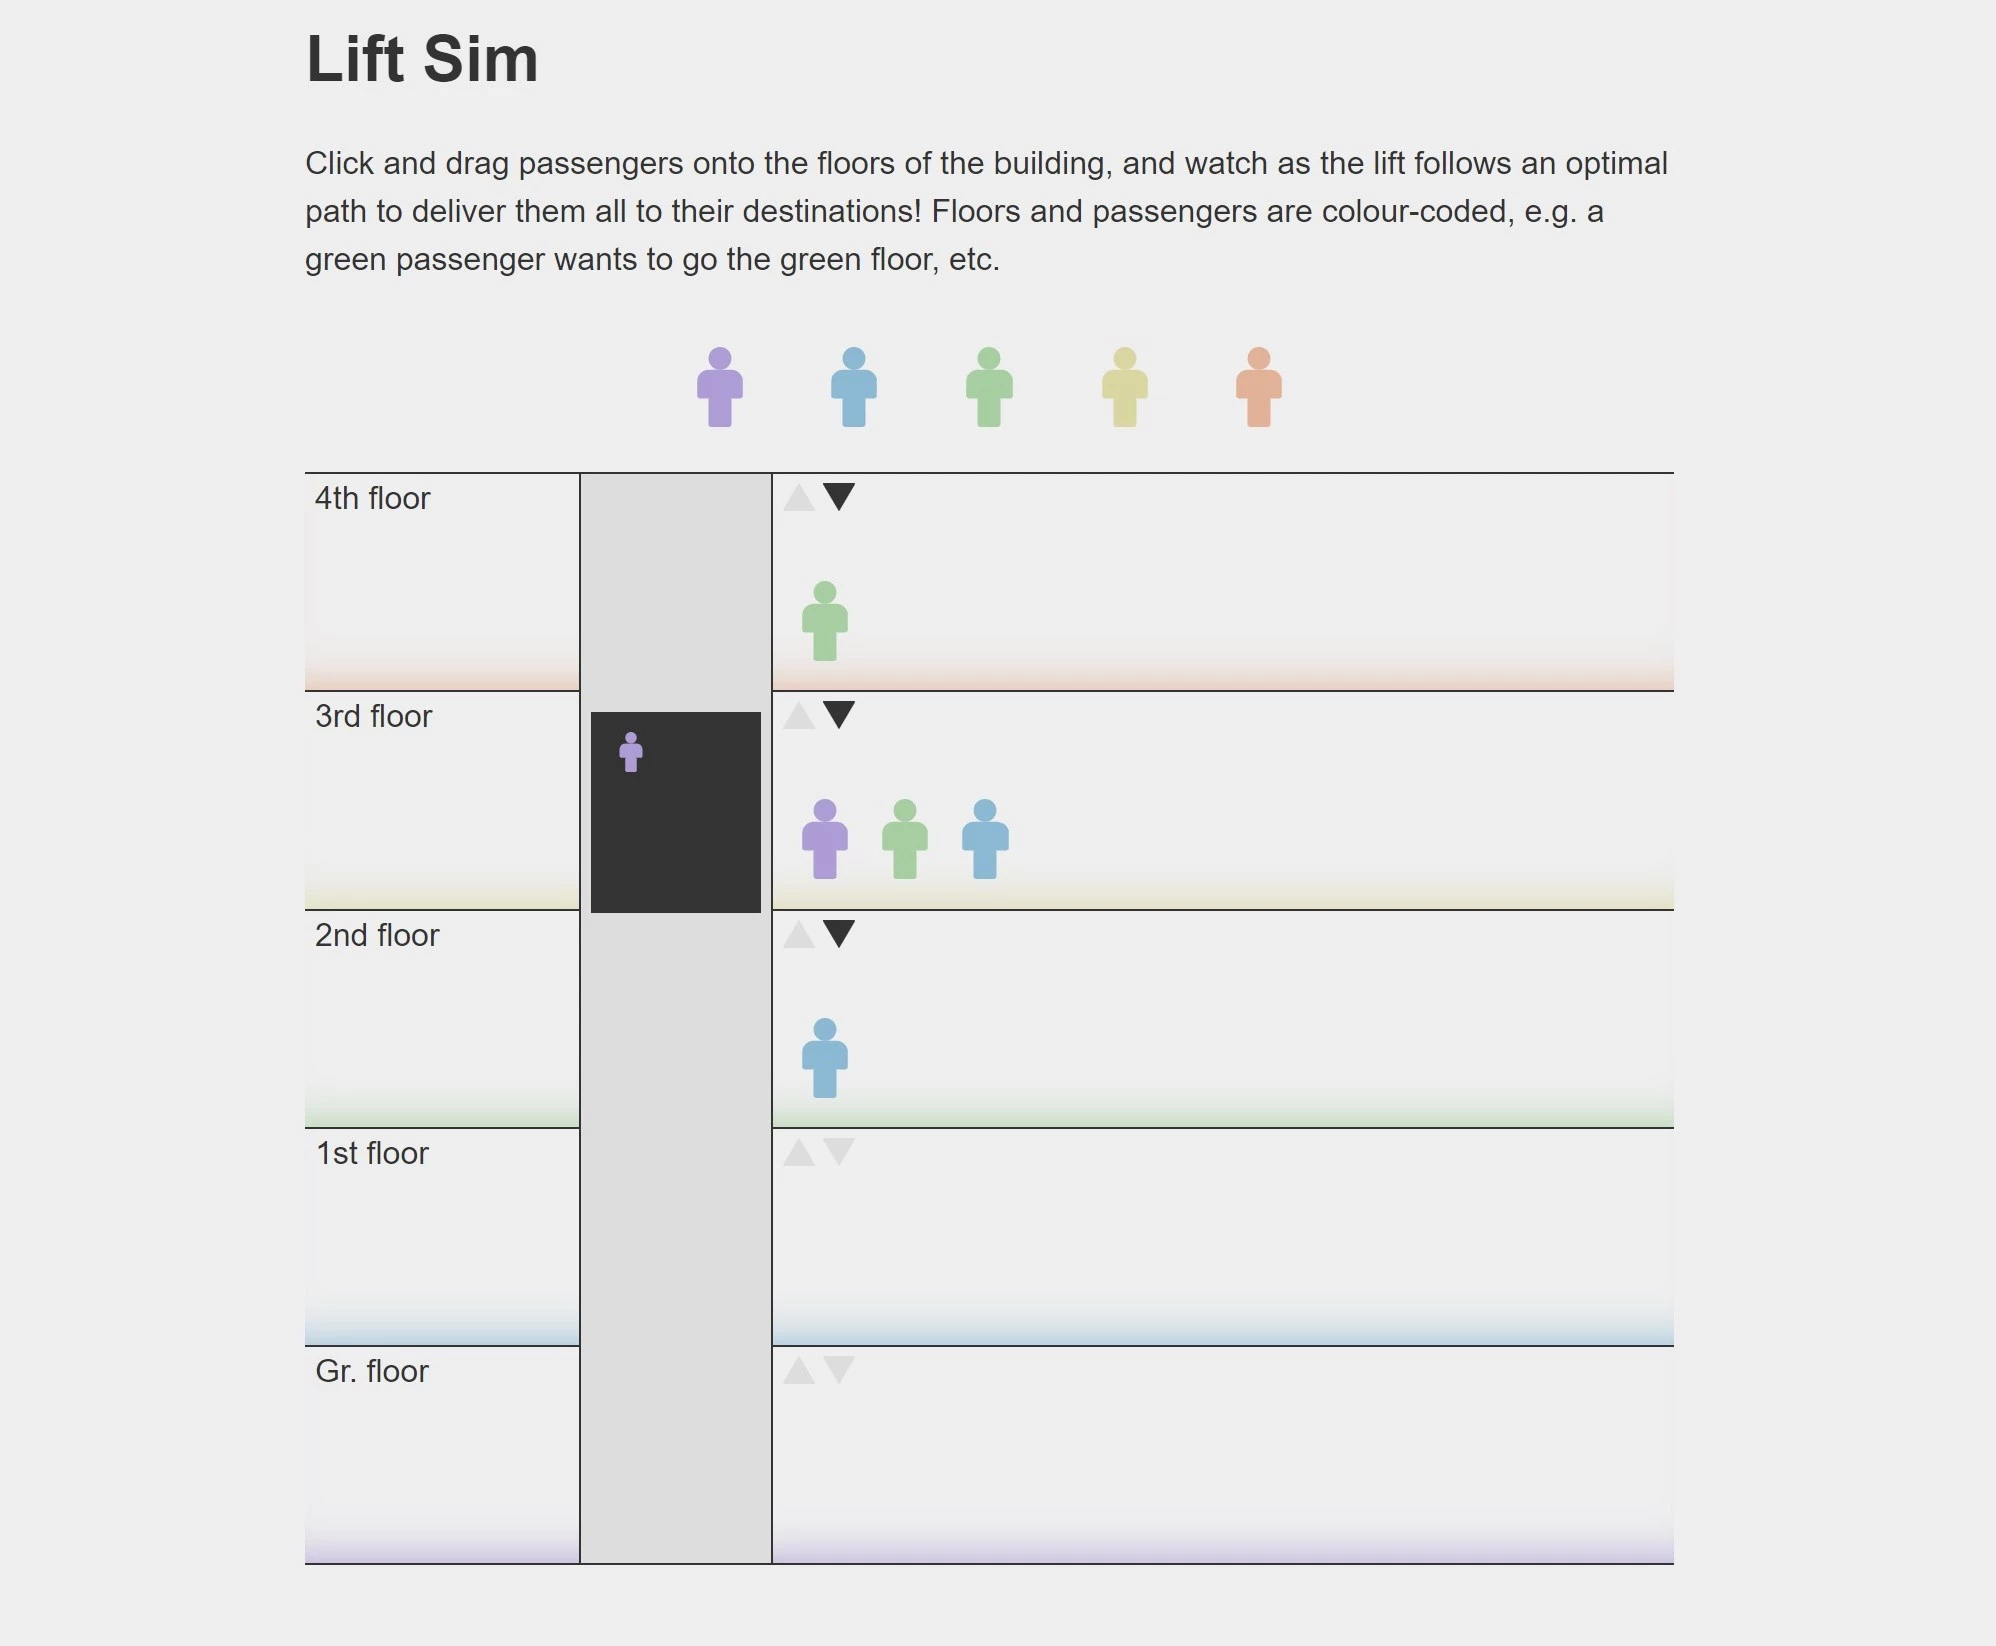 Lift Sim
Click and drag passengers onto the floors of the building, and watch as the lift follows an optimal
path to deliver them all to their destinations! Floors and passengers are colour-coded, e.g. a
green passenger wants to go the green floor, etc.
4th floor
3rd floor
2nd floor
1st floor
Gr. floor